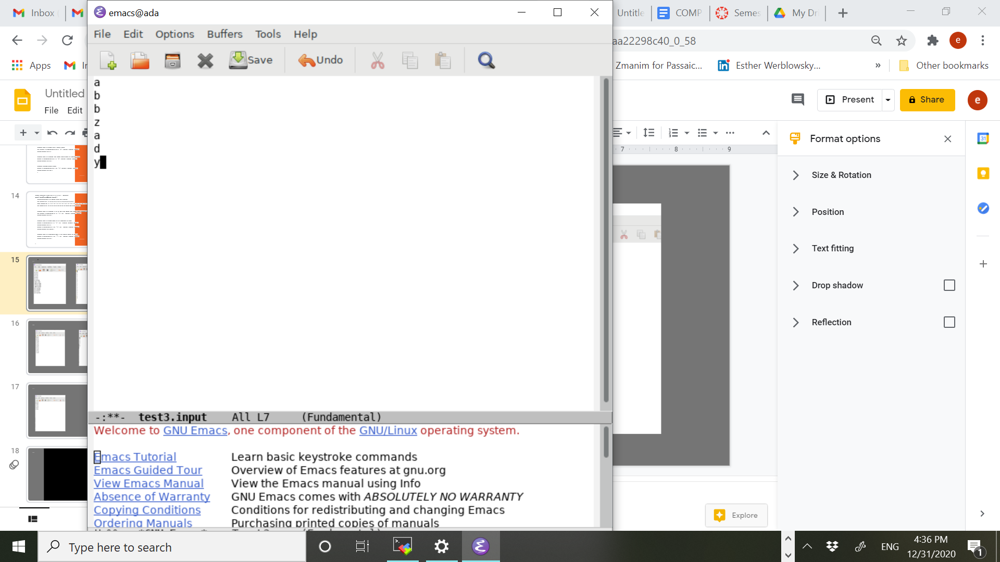 Inbox
emacs@ada
Untitle
COMP
Semes
My Dr
File Edit Options Buffers Tools Help
aa22298c40_0_58
e
Save
Undo
Apps
Zmanim for Passaic...
Esther Werblowsky...
»
Other bookmarks
a
b
b
z
a
d
y
Untitled
File Edit
Present
Share
e
Format options
7 8 9
31
Size & Rotation
Position
Text fitting
Drop shadow
Reflection
14
15
16
17
18
-:**- test3.input All L7 (Fundamental)
Welcome to GNU Emacs, one component of the GNU/Linux operating system.
Emacs Tutorial Learn basic keystroke commands
Emacs Guided Tour Overview of Emacs features at gnu.org
View Emacs Manual View the Emacs manual using Info
Absence of Warranty GNU Emacs comes with ABSOLUTELY NO WARRANTY
Copying Conditions Conditions for redistributing and changing Emacs
Ordering Manuals Purchasing printed copies of manuals
Explore
Type here to search
ENG
4:36 PM
12/31/2020
1